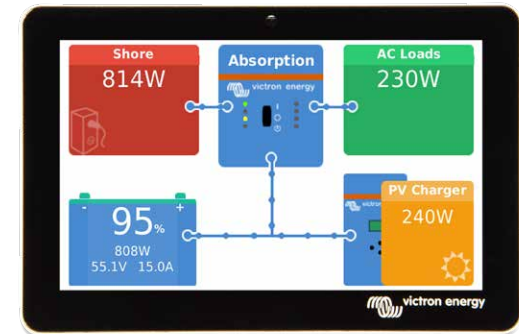 Shore
814W
Absorption
victron energy
AC Loads
230W
- +
95%
808W
55.1V 15.0A
PV Charger
240W
victron energy